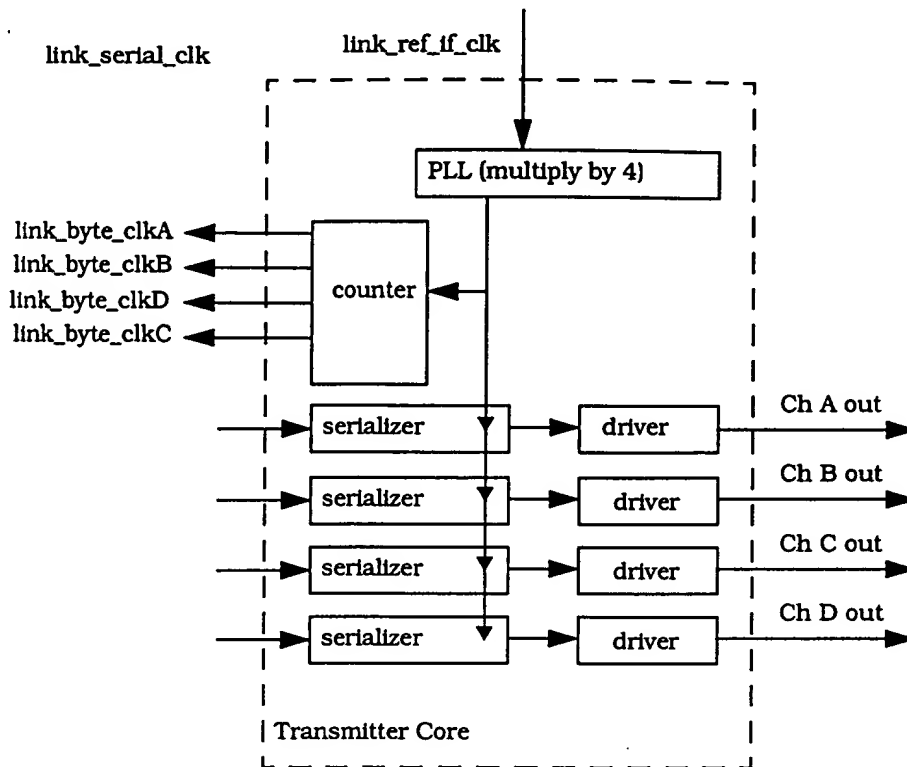 link_serial_clk
link_ref_if_clk
PLL (multiply by 4)
link_byte_clkA
link_byte_clkB
link_byte_clkD
link_byte_clkC
counter
serializer
driver
Ch A out
serializer
driver
Ch B out
serializer
driver
Ch C out
serializer
driver
Ch D out
Transmitter Core